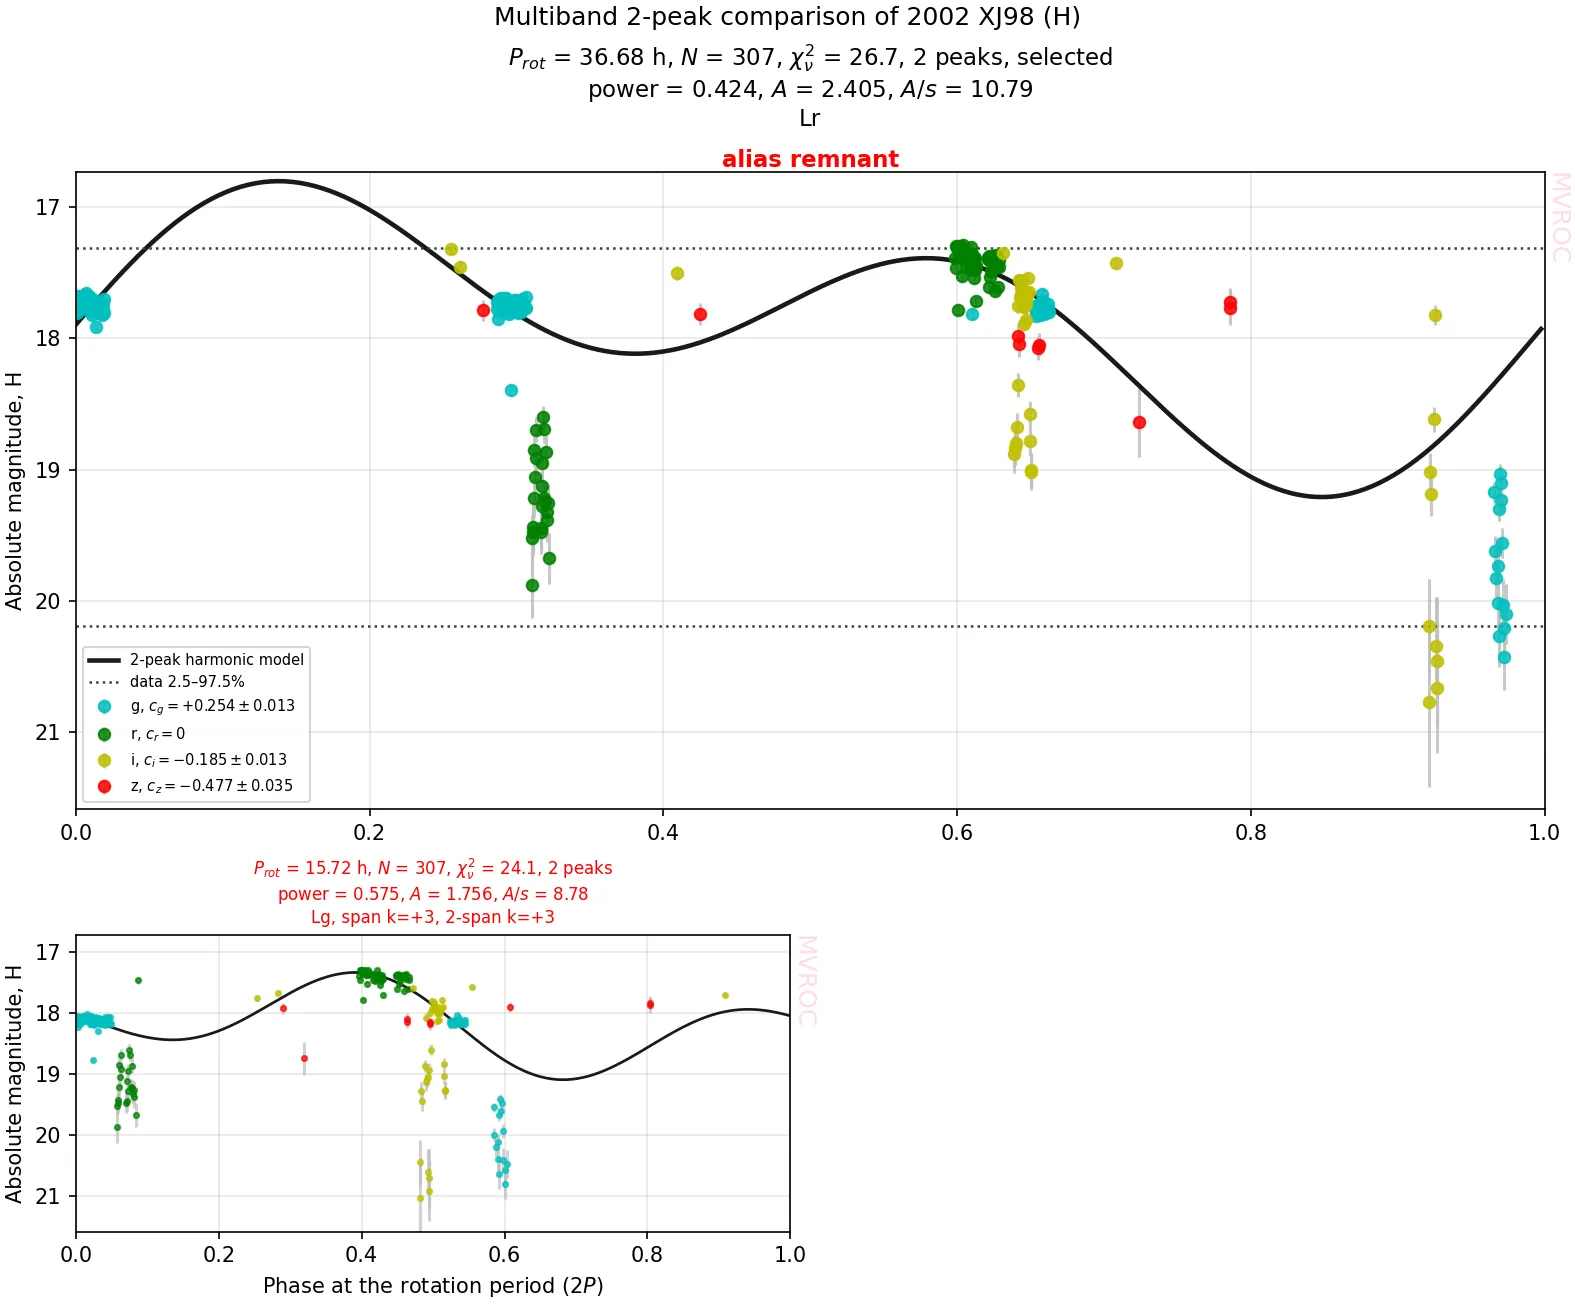 Multiband 2-peak comparison of 2002 XJ98 (H)
P_rot = 36.68 h, N = 307, χ²_ν = 26.7, 2 peaks, selected
power = 0.424, A = 2.405, A/s = 10.79
Lr
alias remnant
MVROC
17
18
19
20
21
Absolute magnitude, H
2-peak harmonic model
data 2.5–97.5%
g, c_g = +0.254 ± 0.013
r, c_r = 0
i, c_i = −0.185 ± 0.013
z, c_z = −0.477 ± 0.035
0.0 0.2 0.4 0.6 0.8 1.0
P_rot = 15.72 h, N = 307, χ²_ν = 24.1, 2 peaks
power = 0.575, A = 1.756, A/s = 8.78
Lg, span k=+3, 2-span k=+3
MVROC
17
18
19
20
21
Absolute magnitude, H
0.0 0.2 0.4 0.6 0.8 1.0
Phase at the rotation period (2P)